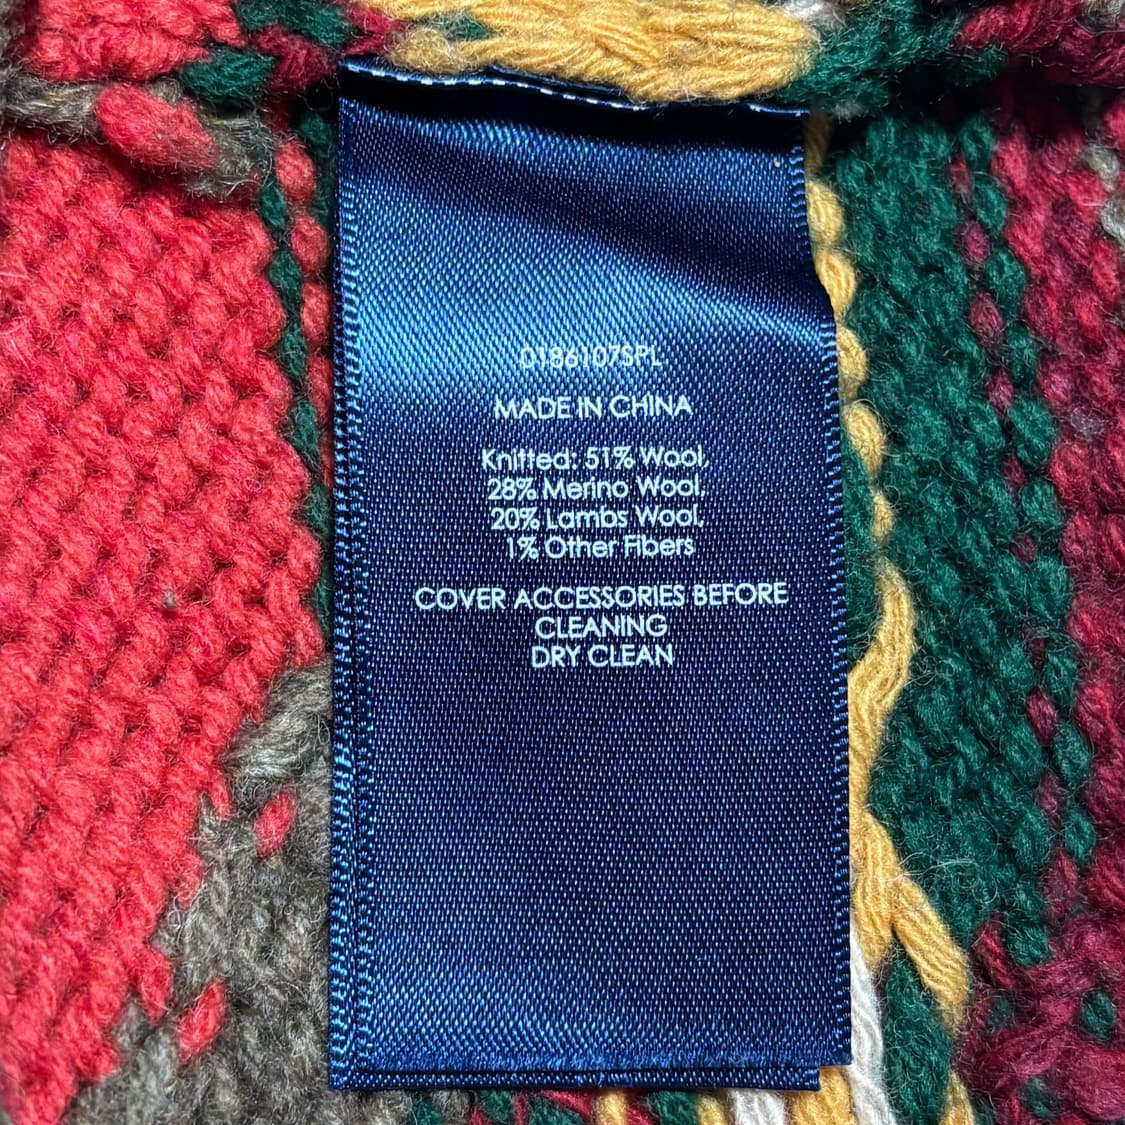 0186107SPL
MADE IN CHINA
Knitted: 51% Wool,
28% Merino Wool,
20% Lambs Wool,
1% Other Fibers
COVER ACCESSORIES BEFORE
CLEANING
DRY CLEAN